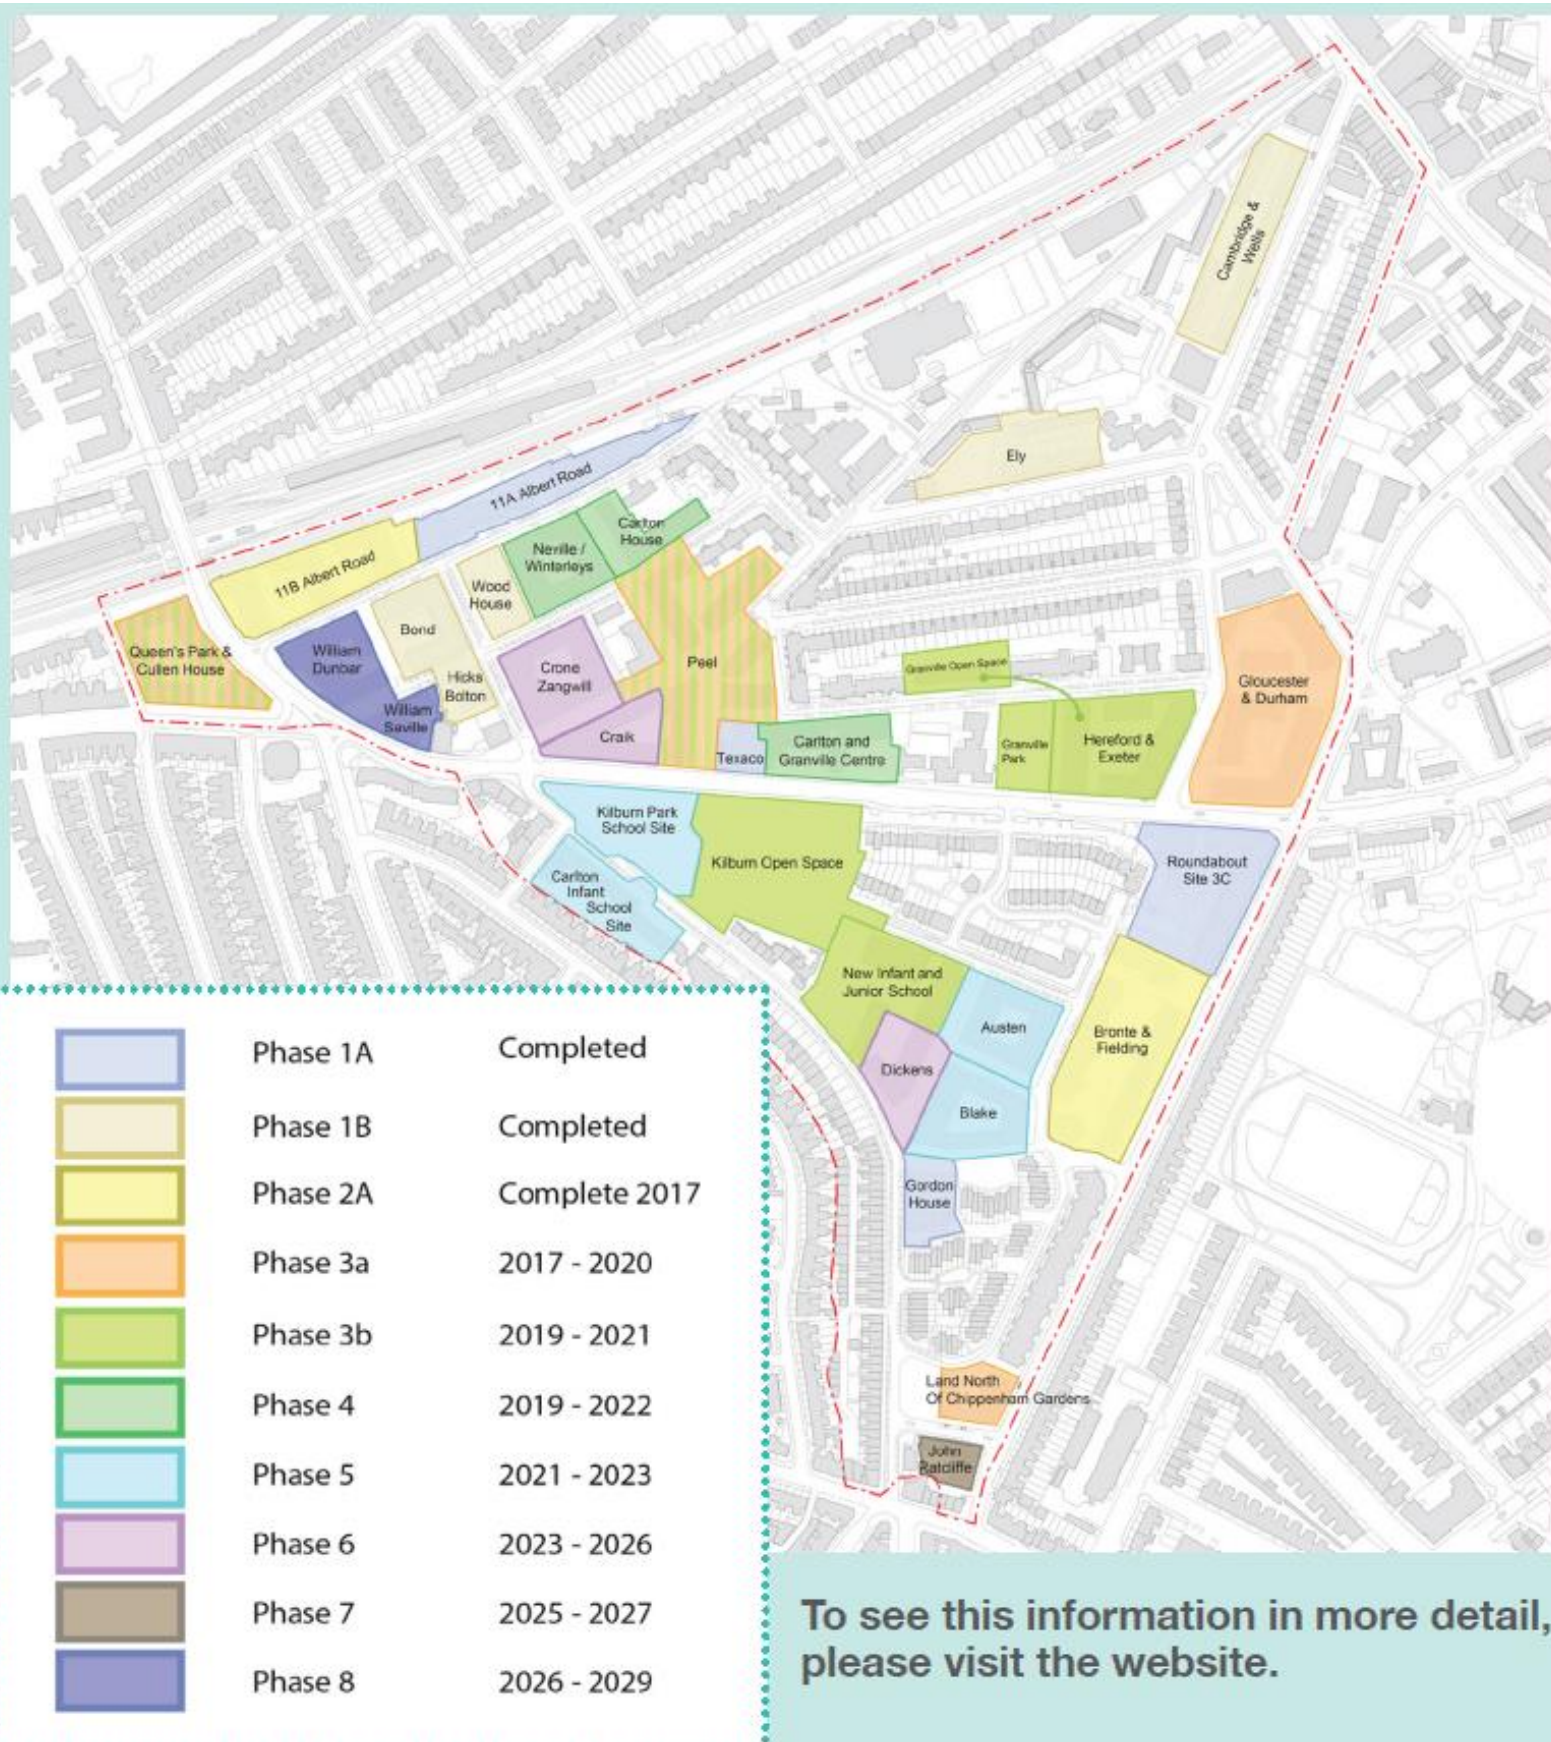 Cambridge &
Wells
Ely
11A Albert Road
Carlton
House
Neville /
Winterleys
11B Albert Road
Wood
House
Bond
Queen's Park &
Cullen House
William
Dunbar
Hicks
Bolton
William
Saville
Crone
Zangwill
Craik
Peel
Texaco
Carlton and
Granville Centre
Granville Open Space
Granville
Park
Hereford &
Exeter
Gloucester
& Durham
Kilburn Park
School Site
Kilburn Open Space
Carlton
Infant
School
Site
Roundabout
Site 3C
New Infant and
Junior School
Austen
Bronte &
Fielding
Dickens
Blake
Gordon
House
Land North
Of Chippenham Gardens
John
Ratcliffe
Phase 1A Completed
Phase 1B Completed
Phase 2A Complete 2017
Phase 3a 2017 - 2020
Phase 3b 2019 - 2021
Phase 4 2019 - 2022
Phase 5 2021 - 2023
Phase 6 2023 - 2026
Phase 7 2025 - 2027
Phase 8 2026 - 2029
To see this information in more detail,
please visit the website.